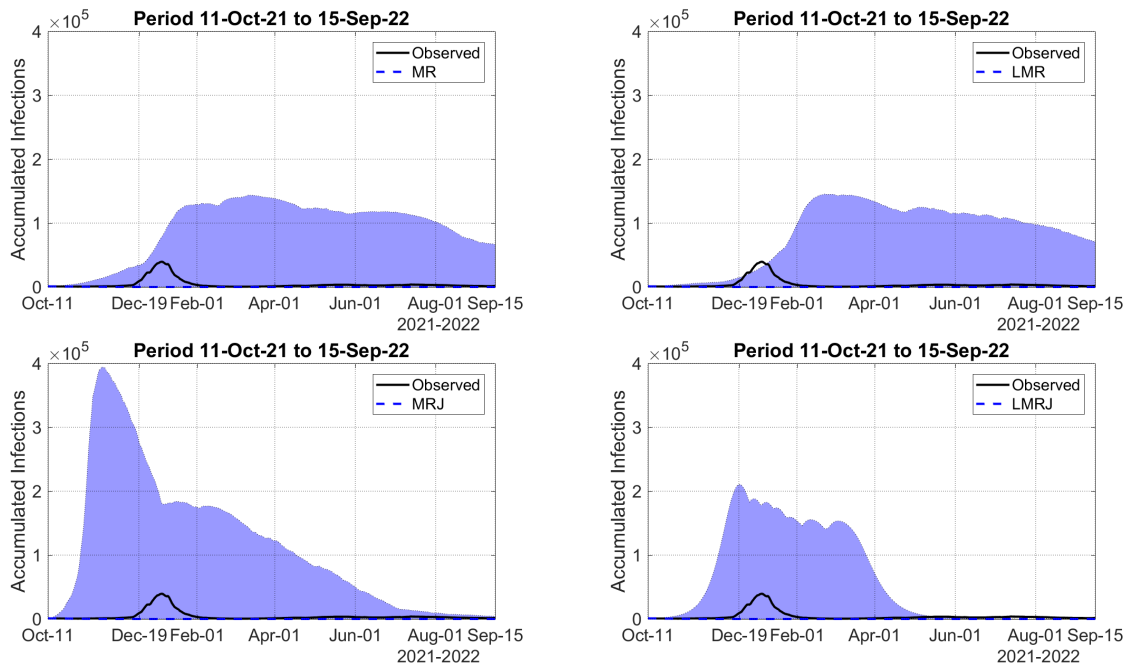 Period 11-Oct-21 to 15-Sep-22
×10^5
Accumulated Infections
4
3
2
1
0
Observed
MR
Oct-11 Dec-19 Feb-01 Apr-01 Jun-01 Aug-01 Sep-15
2021-2022
Period 11-Oct-21 to 15-Sep-22
×10^5
Accumulated Infections
4
3
2
1
0
Observed
LMR
Oct-11 Dec-19 Feb-01 Apr-01 Jun-01 Aug-01 Sep-15
2021-2022
Period 11-Oct-21 to 15-Sep-22
×10^5
Accumulated Infections
4
3
2
1
0
Observed
MRJ
Oct-11 Dec-19 Feb-01 Apr-01 Jun-01 Aug-01 Sep-15
2021-2022
Period 11-Oct-21 to 15-Sep-22
×10^5
Accumulated Infections
4
3
2
1
0
Observed
LMRJ
Oct-11 Dec-19 Feb-01 Apr-01 Jun-01 Aug-01 Sep-15
2021-2022